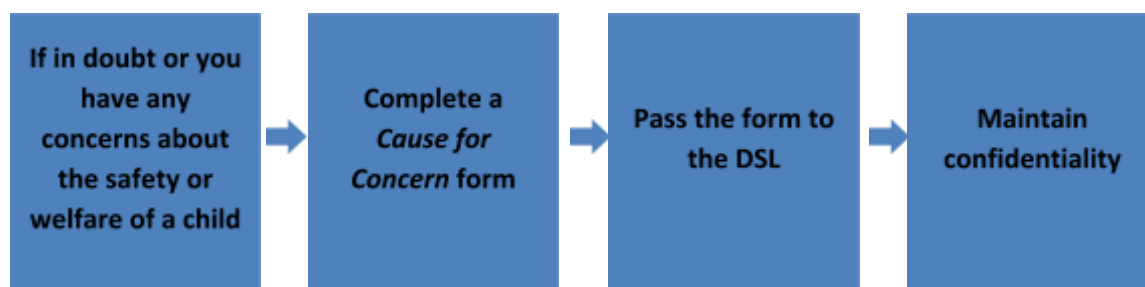 If in doubt or you
have any
concerns about
the safety or
welfare of a child
Complete a
Cause for
Concern form
Pass the form to
the DSL
Maintain
confidentiality